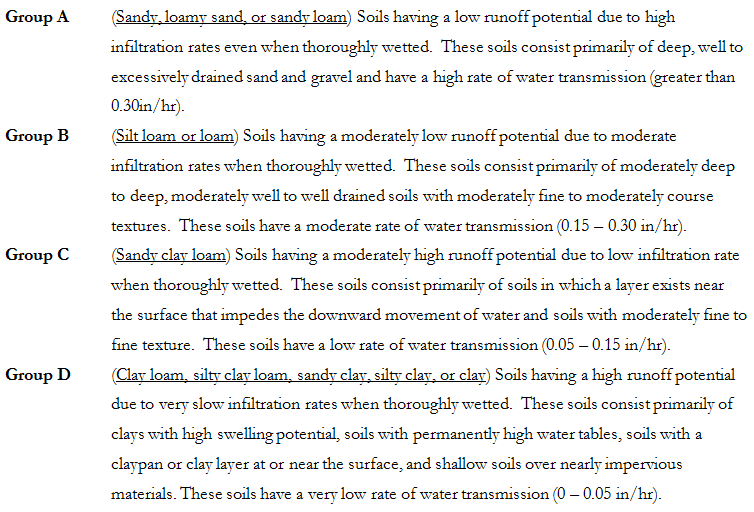 Group A (Sandy, loamy sand, or sandy loam) Soils having a low runoff potential due to high
infiltration rates even when thoroughly wetted. These soils consist primarily of deep, well to
excessively drained sand and gravel and have a high rate of water transmission (greater than
0.30in/hr).
Group B (Silt loam or loam) Soils having a moderately low runoff potential due to moderate
infiltration rates when thoroughly wetted. These soils consist primarily of moderately deep
to deep, moderately well to well drained soils with moderately fine to moderately course
textures. These soils have a moderate rate of water transmission (0.15 – 0.30 in/hr).
Group C (Sandy clay loam) Soils having a moderately high runoff potential due to low infiltration rate
when thoroughly wetted. These soils consist primarily of soils in which a layer exists near
the surface that impedes the downward movement of water and soils with moderately fine to
fine texture. These soils have a low rate of water transmission (0.05 – 0.15 in/hr).
Group D (Clay loam, silty clay loam, sandy clay, silty clay, or clay) Soils having a high runoff potential
due to very slow infiltration rates when thoroughly wetted. These soils consist primarily of
clays with high swelling potential, soils with permanently high water tables, soils with a
claypan or clay layer at or near the surface, and shallow soils over nearly impervious
materials. These soils have a very low rate of water transmission (0 – 0.05 in/hr).